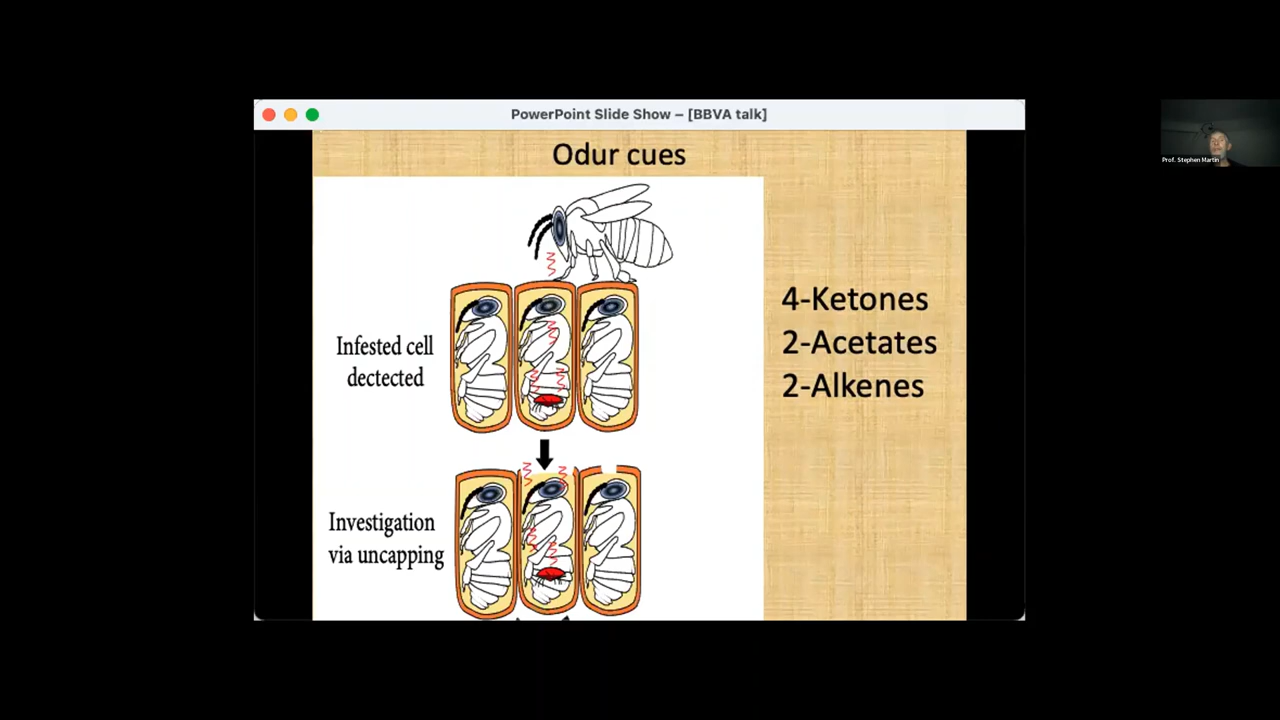 PowerPoint Slide Show – [BBVA talk]
Odur cues
Prof. Stephen Martin
4-Ketones
2-Acetates
2-Alkenes
Infested cell
dectected
Investigation
via uncapping